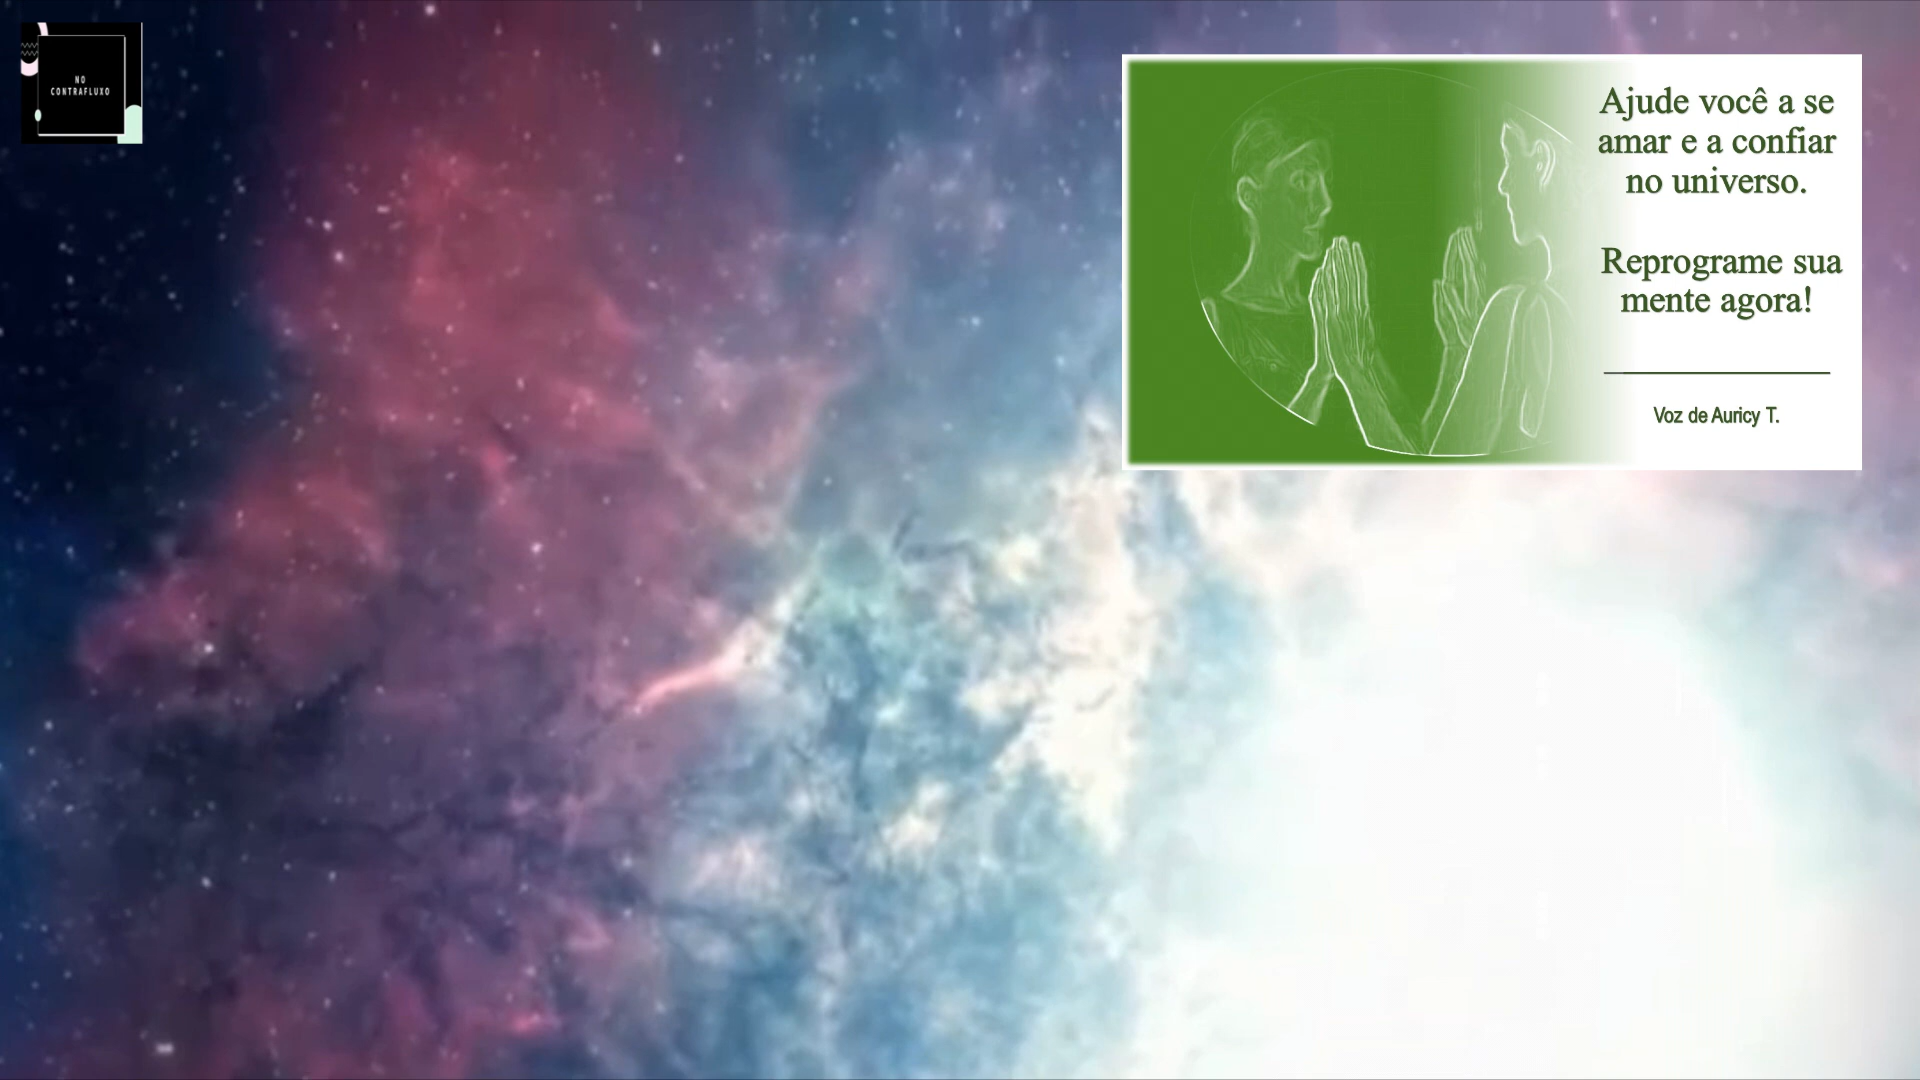 NO
CONTRAFLUXO
Ajude você a se
amar e a confiar
no universo.
Reprograme sua
mente agora!
Voz de Auricy T.